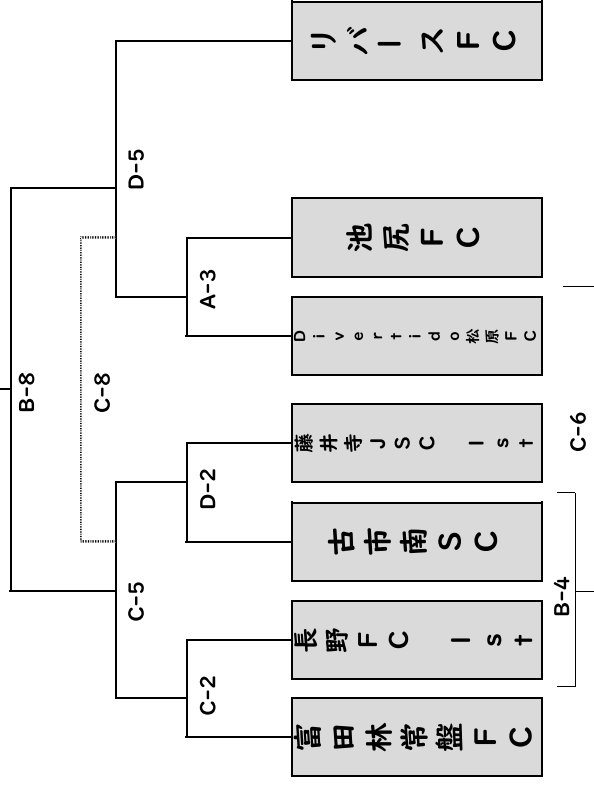 リバースFC
D-5
池尻FC
A-3
Divertido松原FC
B-8
C-8
藤井寺JSC 1st
C-6
D-2
古市南SC
B-4
C-5
長野FC 1st
C-2
富田林常盤FC